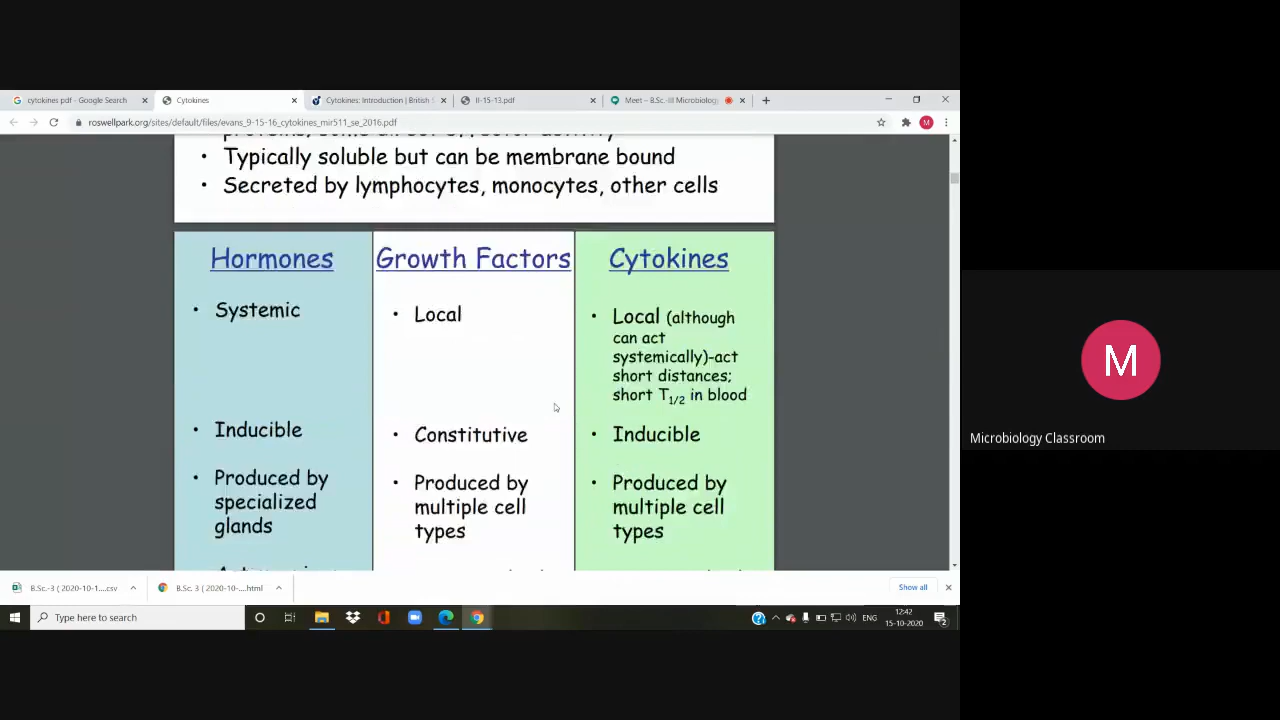 cytokines pdf - Google Search
Cytokines
Cytokines: Introduction | British S
II-15-13.pdf
Meet – B.Sc.-III Microbiology
roswellpark.org/sites/default/files/evans_9-15-16_cytokines_mir511_se_2016.pdf
M
• Typically soluble but can be membrane bound
• Secreted by lymphocytes, monocytes, other cells
Hormones
• Systemic
• Inducible
• Produced by
specialized
glands
Growth Factors
• Local
• Constitutive
• Produced by
multiple cell
types
Cytokines
• Local (although
can act
systemically)-act
short distances;
short T1/2 in blood
• Inducible
• Produced by
multiple cell
types
M
Microbiology Classroom
B.Sc.-3 ( 2020-10-1....csv
B.Sc. 3 ( 2020-10-....html
Show all
Type here to search
ENG
12:42
15-10-2020
2